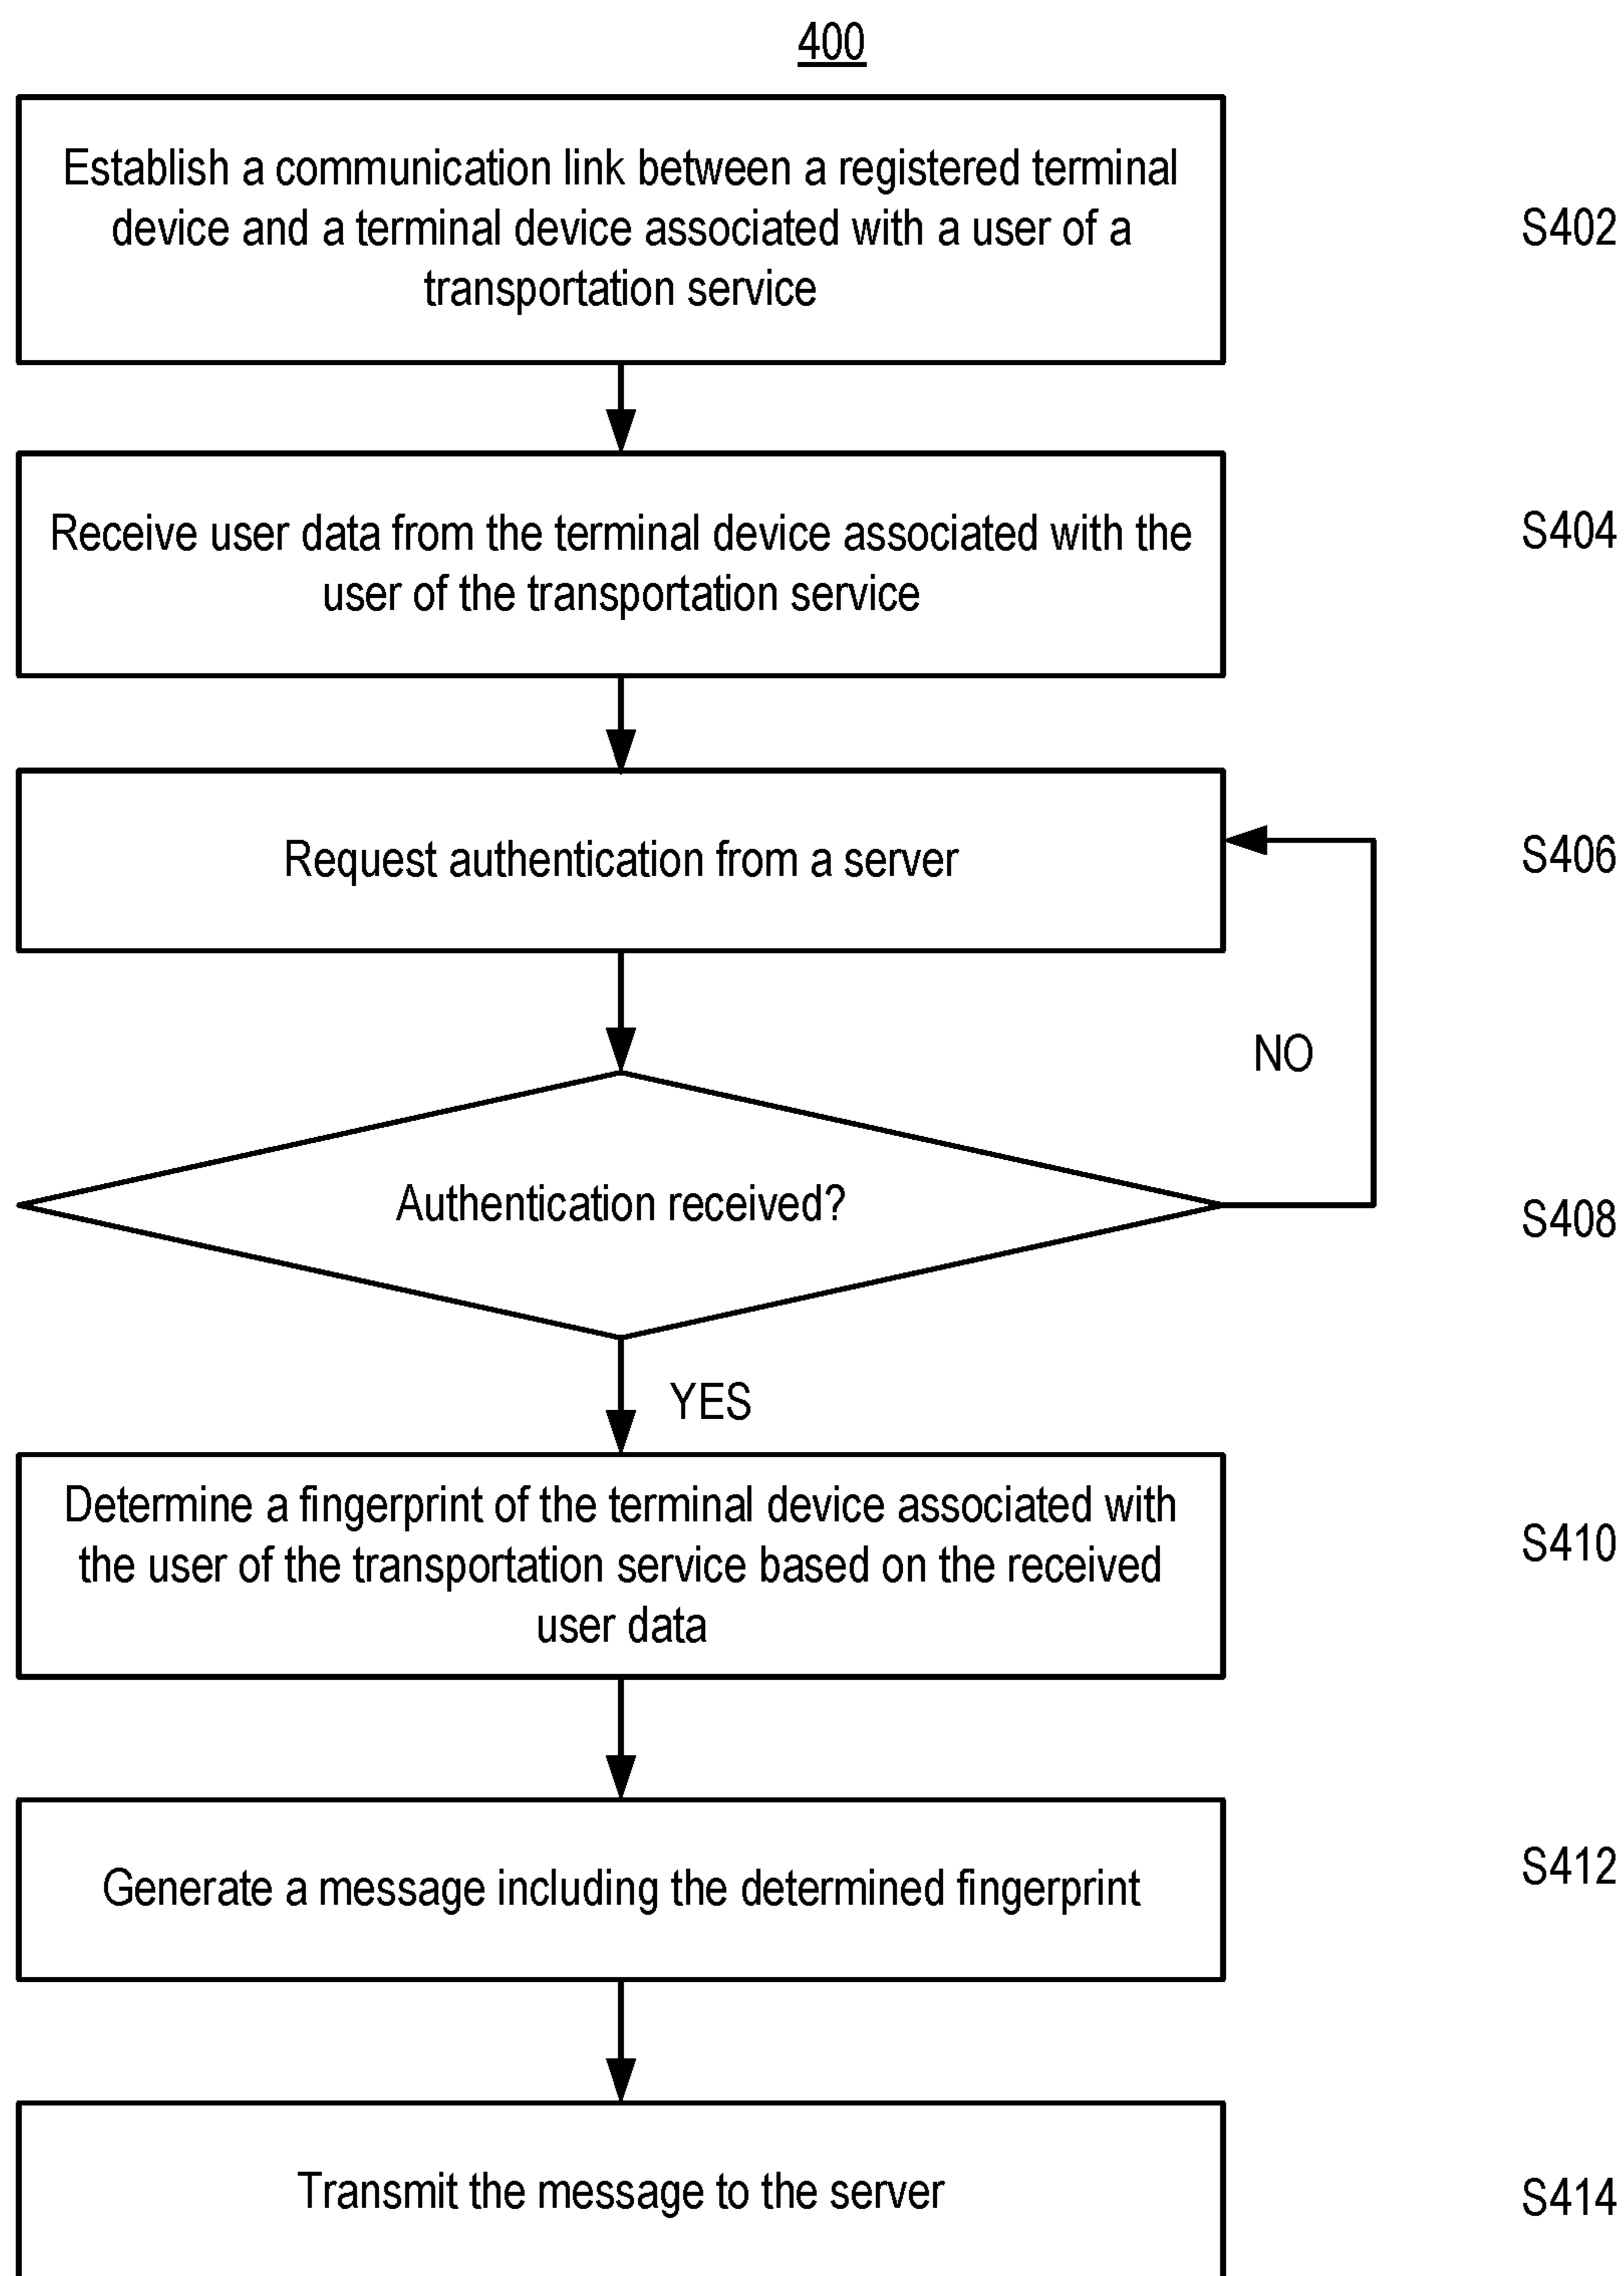 400
Establish a communication link between a registered terminal
device and a terminal device associated with a user of a
transportation service
S402
Receive user data from the terminal device associated with the
user of the transportation service
S404
Request authentication from a server
S406
NO
Authentication received?
S408
YES
Determine a fingerprint of the terminal device associated with
the user of the transportation service based on the received
user data
S410
Generate a message including the determined fingerprint
S412
Transmit the message to the server
S414